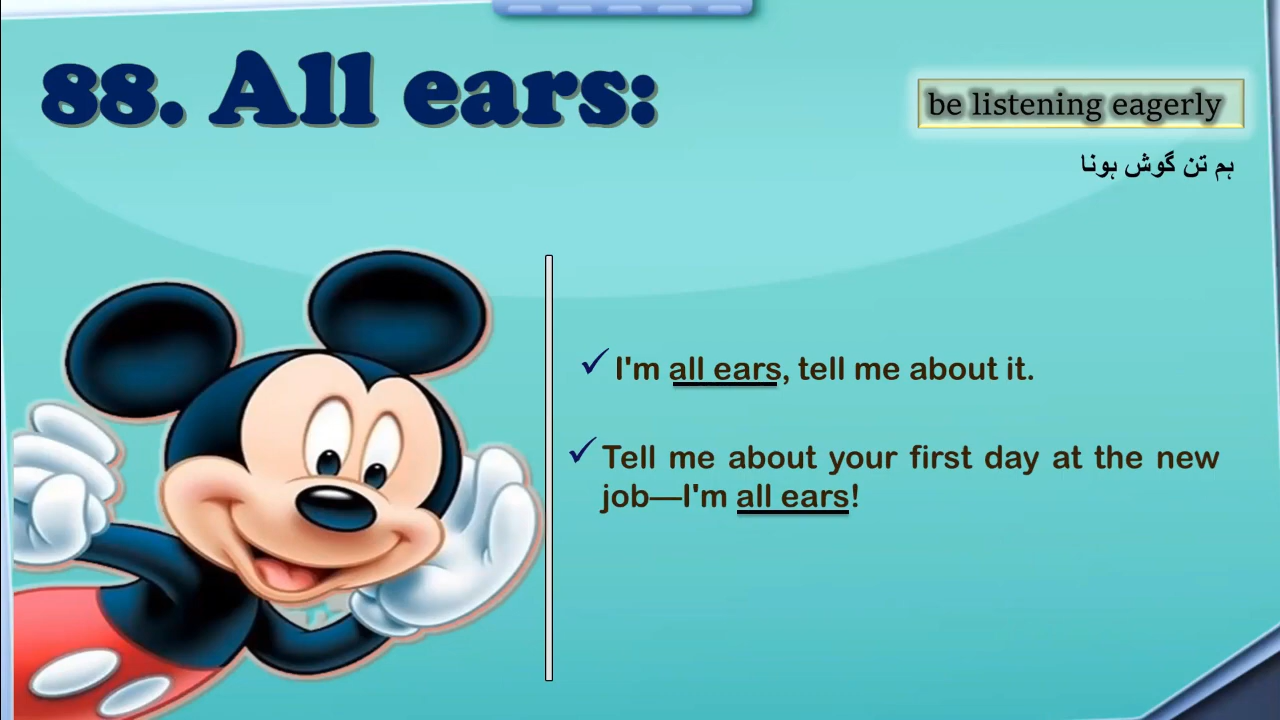 88. All ears:
be listening eagerly
ہم تن گوش ہونا
I'm all ears, tell me about it.
Tell me about your first day at the new
job—I'm all ears!